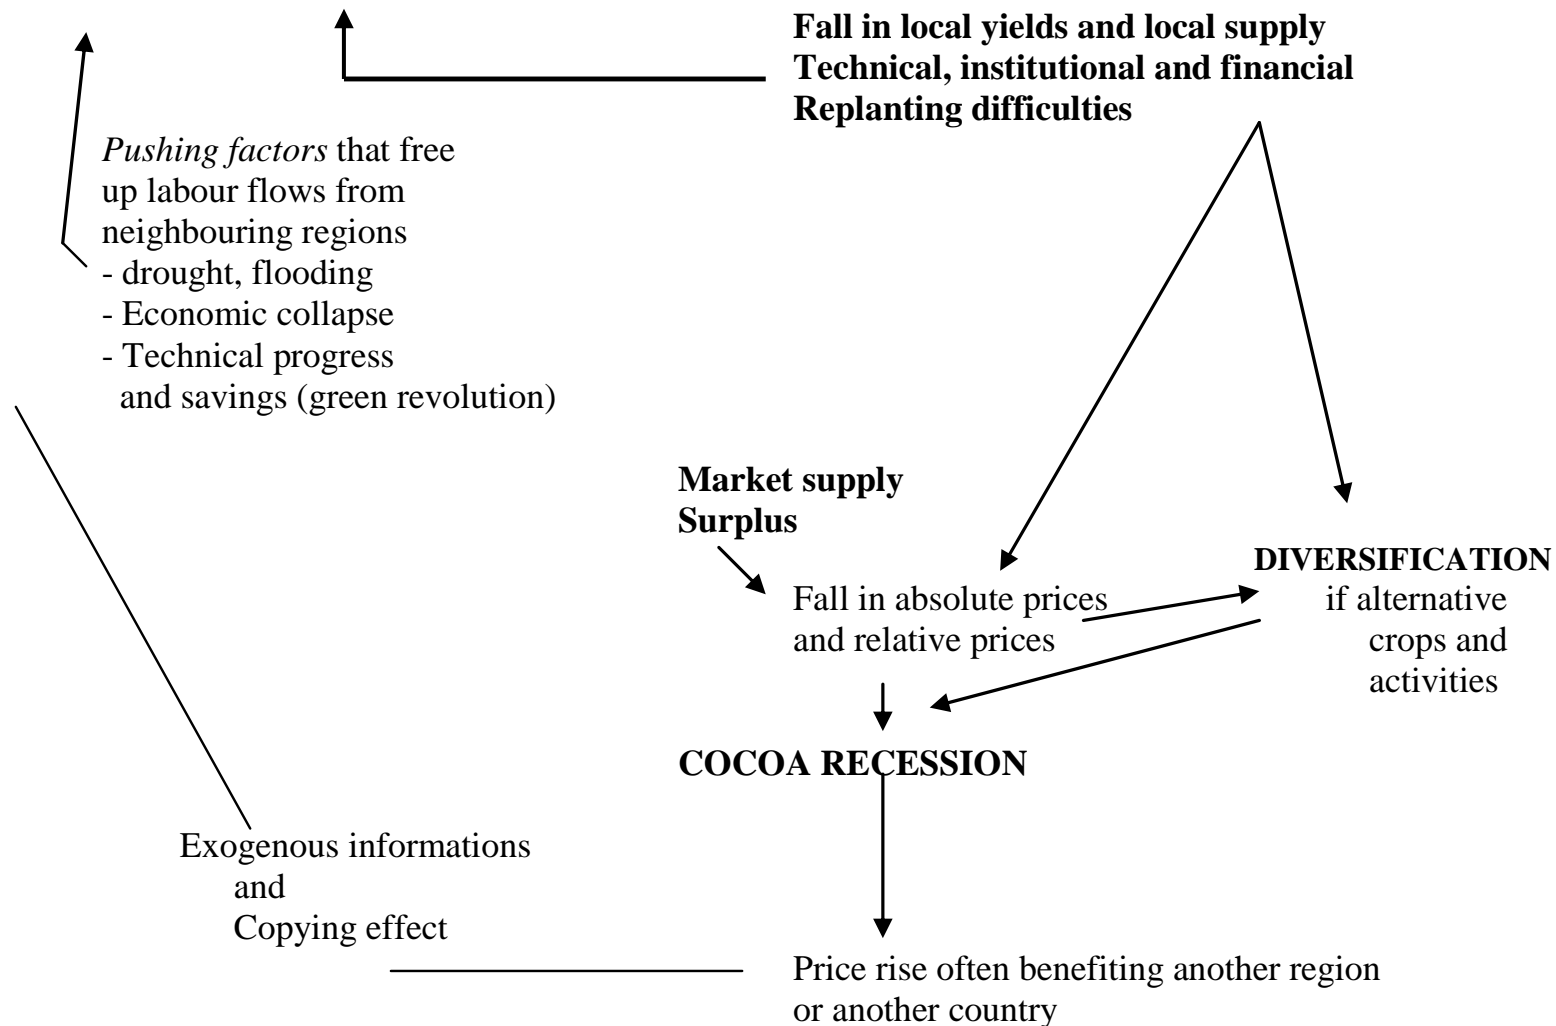 Fall in local yields and local supply
Technical, institutional and financial
Replanting difficulties
Pushing factors that free
up labour flows from
neighbouring regions
- drought, flooding
- Economic collapse
- Technical progress
and savings (green revolution)
Market supply
Surplus
Fall in absolute prices
and relative prices
DIVERSIFICATION
if alternative
crops and
activities
COCOA RECESSION
Exogenous informations
and
Copying effect
Price rise often benefiting another region
or another country